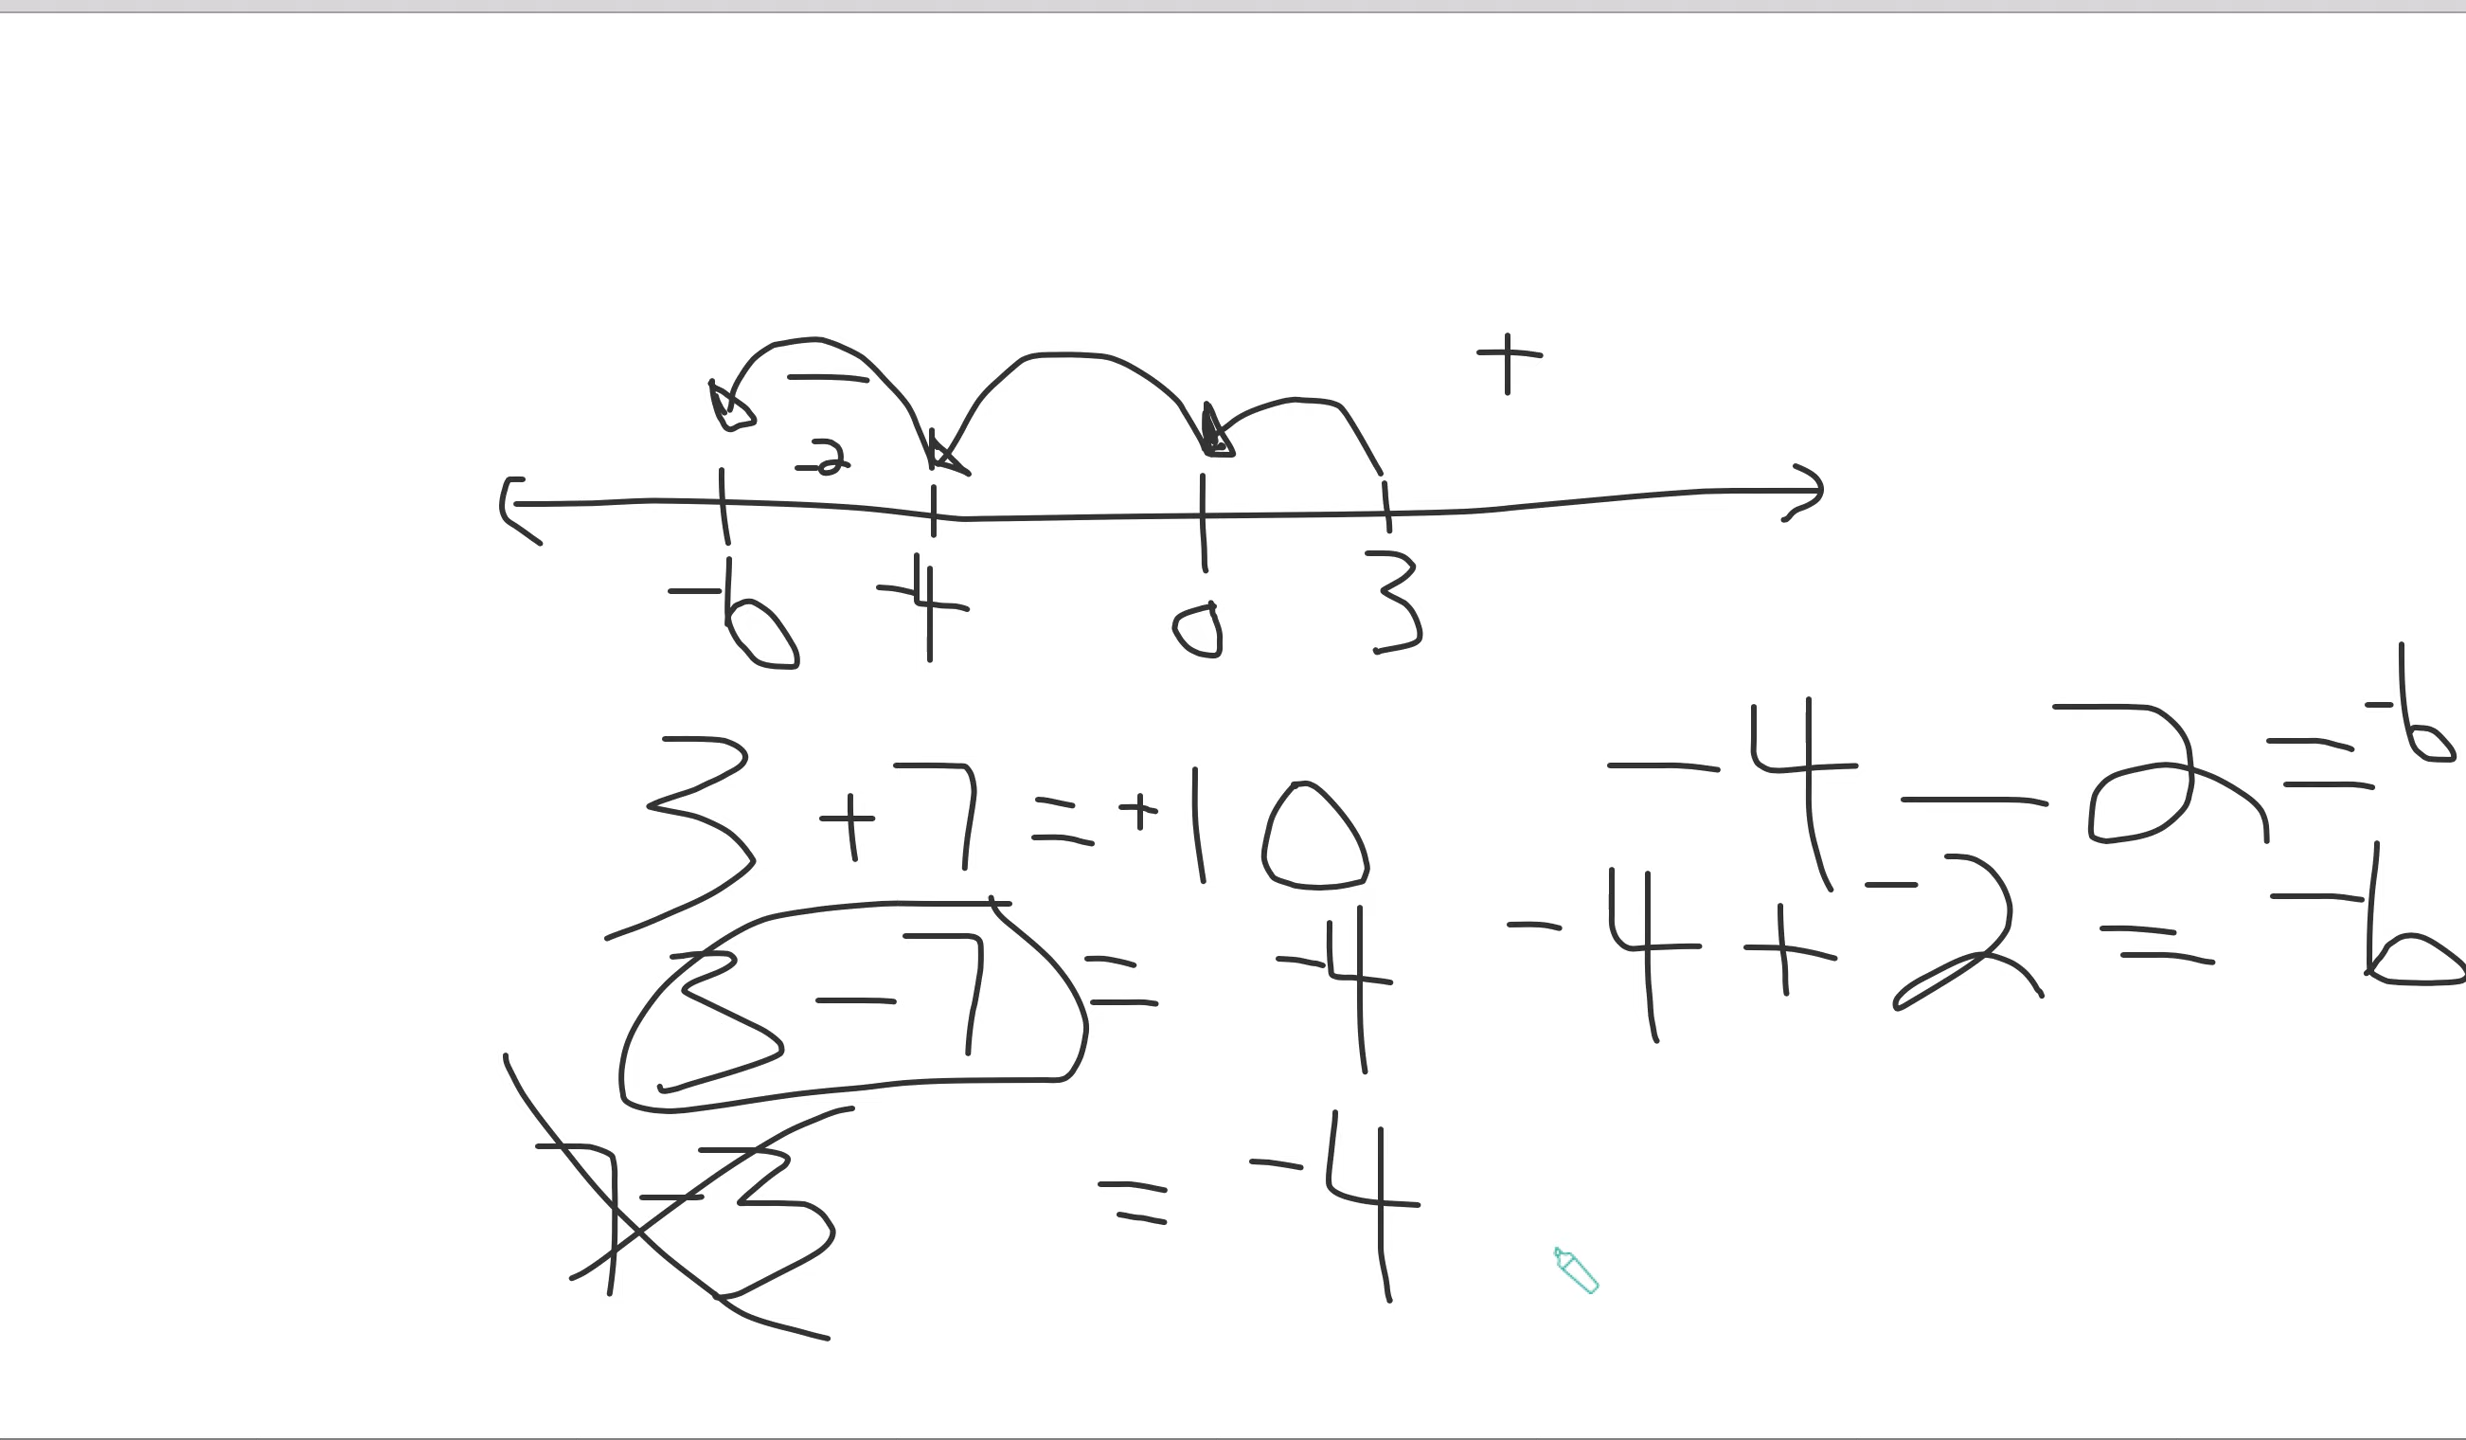 +
-
-2
-6 -4 0 3
3 + 7 = +10
-4 - 2 = -6
3 - 7 = -4
-4 + -2 = -6
7 - 3 = -4